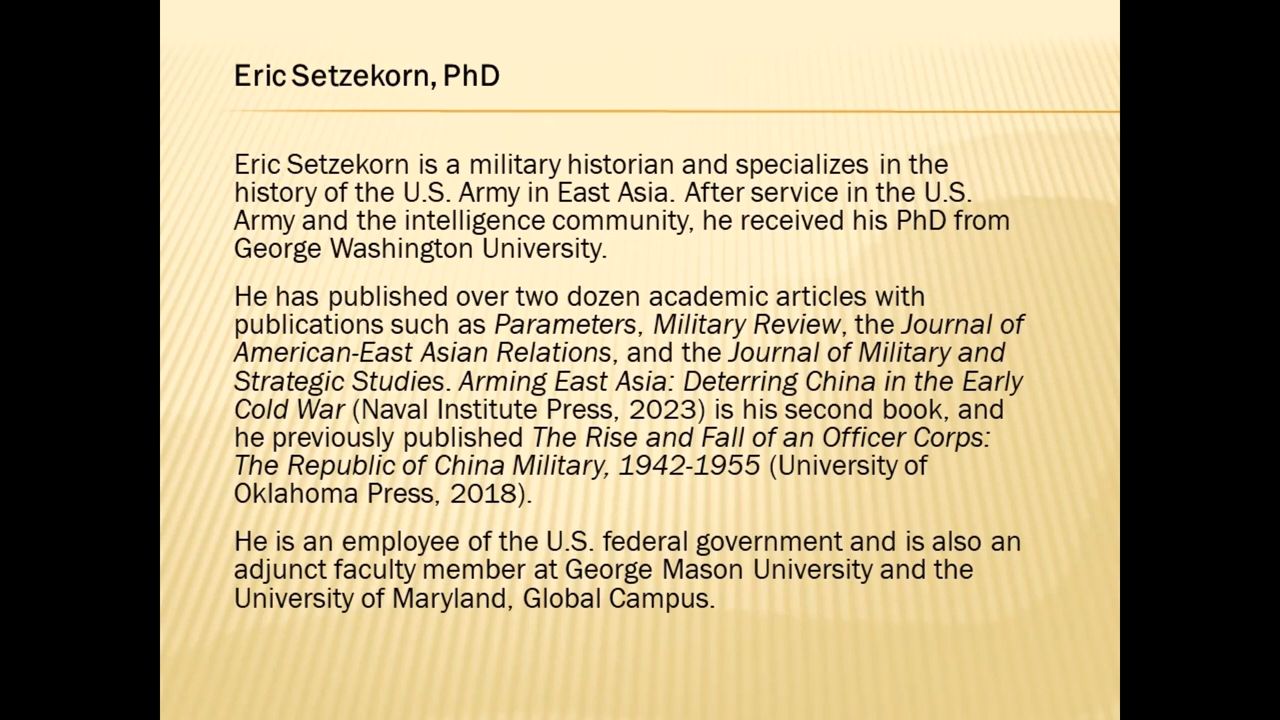 Eric Setzekorn, PhD
Eric Setzekorn is a military historian and specializes in the
history of the U.S. Army in East Asia. After service in the U.S.
Army and the intelligence community, he received his PhD from
George Washington University.
He has published over two dozen academic articles with
publications such as Parameters, Military Review, the Journal of
American-East Asian Relations, and the Journal of Military and
Strategic Studies. Arming East Asia: Deterring China in the Early
Cold War (Naval Institute Press, 2023) is his second book, and
he previously published The Rise and Fall of an Officer Corps:
The Republic of China Military, 1942-1955 (University of
Oklahoma Press, 2018).
He is an employee of the U.S. federal government and is also an
adjunct faculty member at George Mason University and the
University of Maryland, Global Campus.